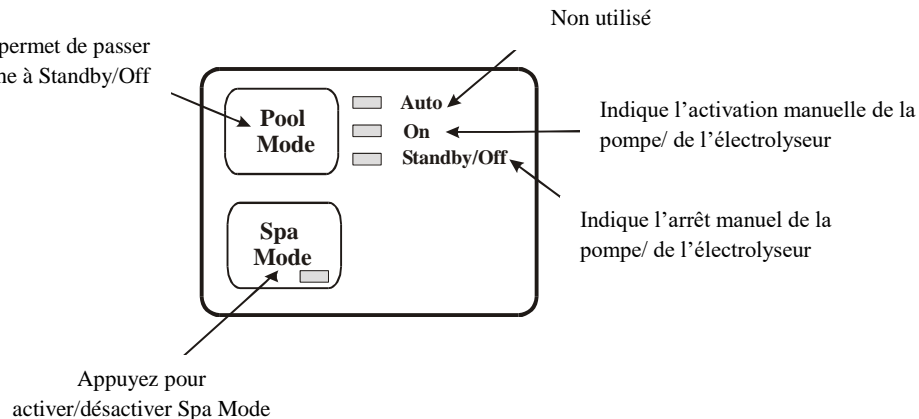 Non utilisé
permet de passer
à Standby/Off
Pool
Mode
Auto
On
Standby/Off
Indique l’activation manuelle de la
pompe/ de l’électrolyseur
Indique l’arrêt manuel de la
pompe/ de l’électrolyseur
Spa
Mode
Appuyez pour
activer/désactiver Spa Mode